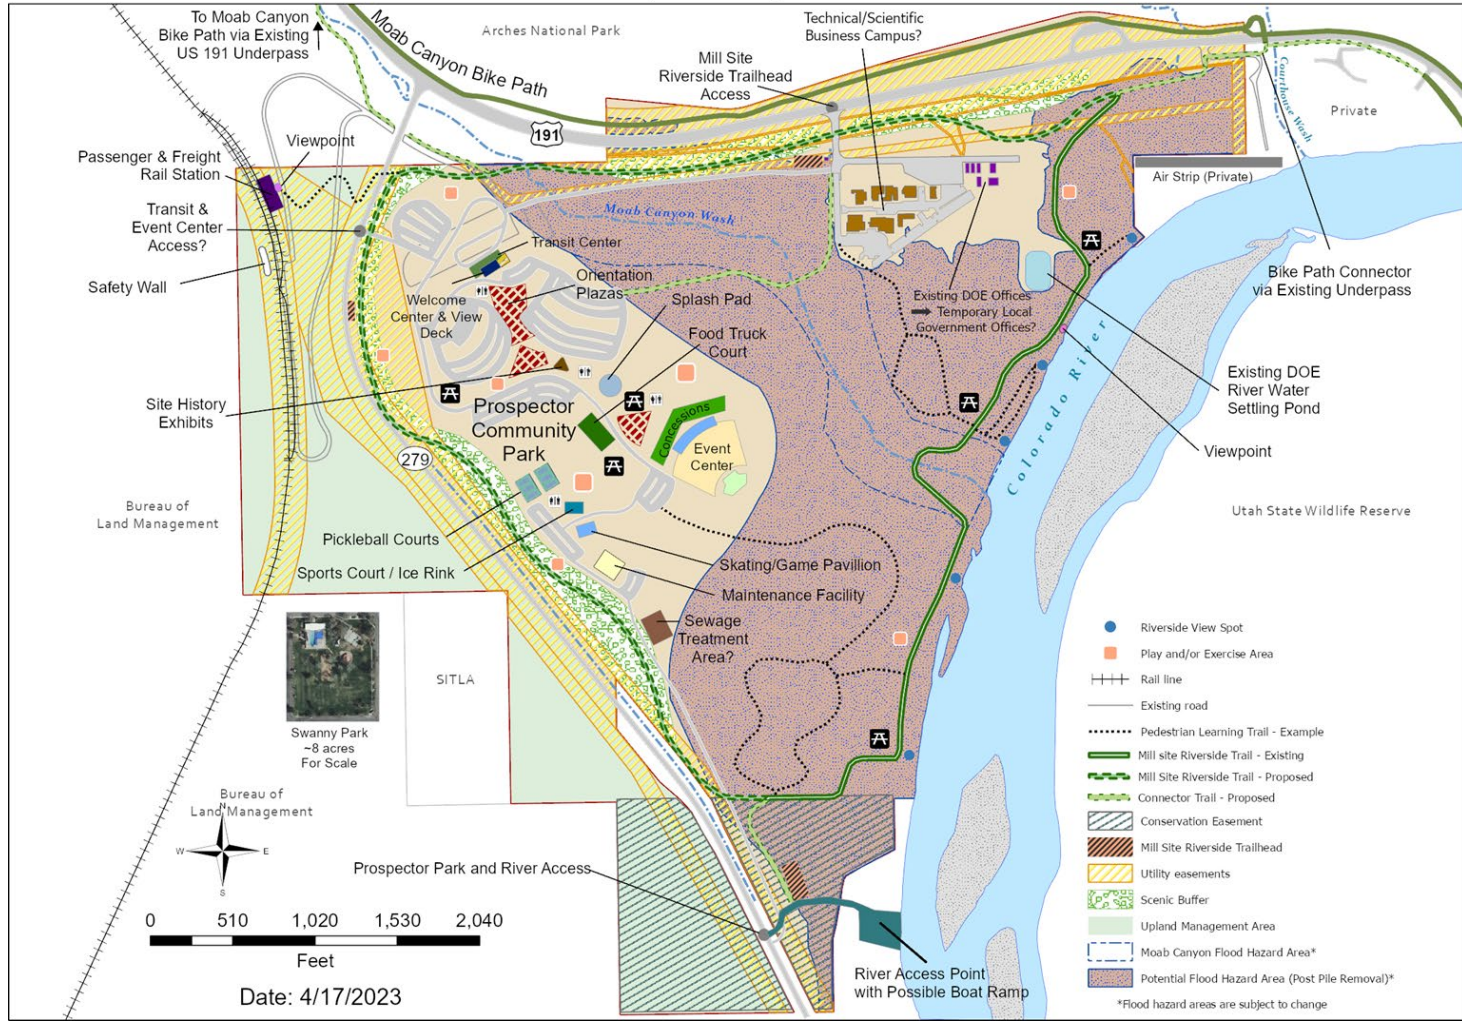 To Moab Canyon
Bike Path via Existing
US 191 Underpass
Moab Canyon Bike Path
Arches National Park
Technical/Scientific
Business Campus?
Mill Site
Riverside Trailhead
Access
191
Courthouse Wash
Private
Air Strip (Private)
Viewpoint
Passenger & Freight
Rail Station
Transit &
Event Center
Access?
Safety Wall
Moab Canyon Wash
Transit Center
Orientation
Plazas
Welcome
Center & View
Deck
Splash Pad
Food Truck
Court
Existing DOE Offices
Temporary Local
Government Offices?
Bike Path Connector
via Existing Underpass
Colorado River
Existing DOE
River Water
Settling Pond
Viewpoint
Site History
Exhibits
Prospector
Community
Park
Concessions
Event
Center
279
Bureau of
Land Management
Utah State Wildlife Reserve
Pickleball Courts
Sports Court / Ice Rink
Skating/Game Pavillion
Maintenance Facility
Sewage
Treatment
Area?
SITLA
Swanny Park
~8 acres
For Scale
Bureau of
Land Management
N
W
E
S
Prospector Park and River Access
0 510 1,020 1,530 2,040
Feet
Date: 4/17/2023
River Access Point
with Possible Boat Ramp
Riverside View Spot
Play and/or Exercise Area
Rail line
Existing road
Pedestrian Learning Trail - Example
Mill site Riverside Trail - Existing
Mill Site Riverside Trail - Proposed
Connector Trail - Proposed
Conservation Easement
Mill Site Riverside Trailhead
Utility easements
Scenic Buffer
Upland Management Area
Moab Canyon Flood Hazard Area*
Potential Flood Hazard Area (Post Pile Removal)*
*Flood hazard areas are subject to change